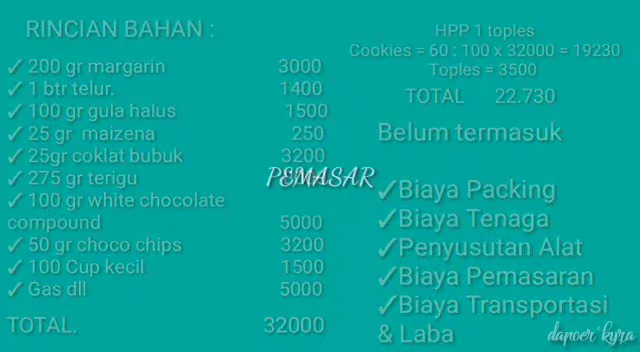 RINCIAN BAHAN :
✓ 200 gr margarin 3000
✓ 1 btr telur. 1400
✓ 100 gr gula halus 1500
✓ 25 gr maizena 250
✓ 25gr coklat bubuk 3200
✓ 275 gr terigu
✓ 100 gr white chocolate
compound 5000
✓ 50 gr choco chips 3200
✓ 100 Cup kecil 1500
✓ Gas dll 5000
TOTAL. 32000
PEMASAR
HPP 1 toples
Cookies = 60 : 100 x 32000 = 19230
Toples = 3500
TOTAL 22.730
Belum termasuk
✓Biaya Packing
✓Biaya Tenaga
✓Penyusutan Alat
✓Biaya Pemasaran
✓Biaya Transportasi
& Laba
dapoer kyra